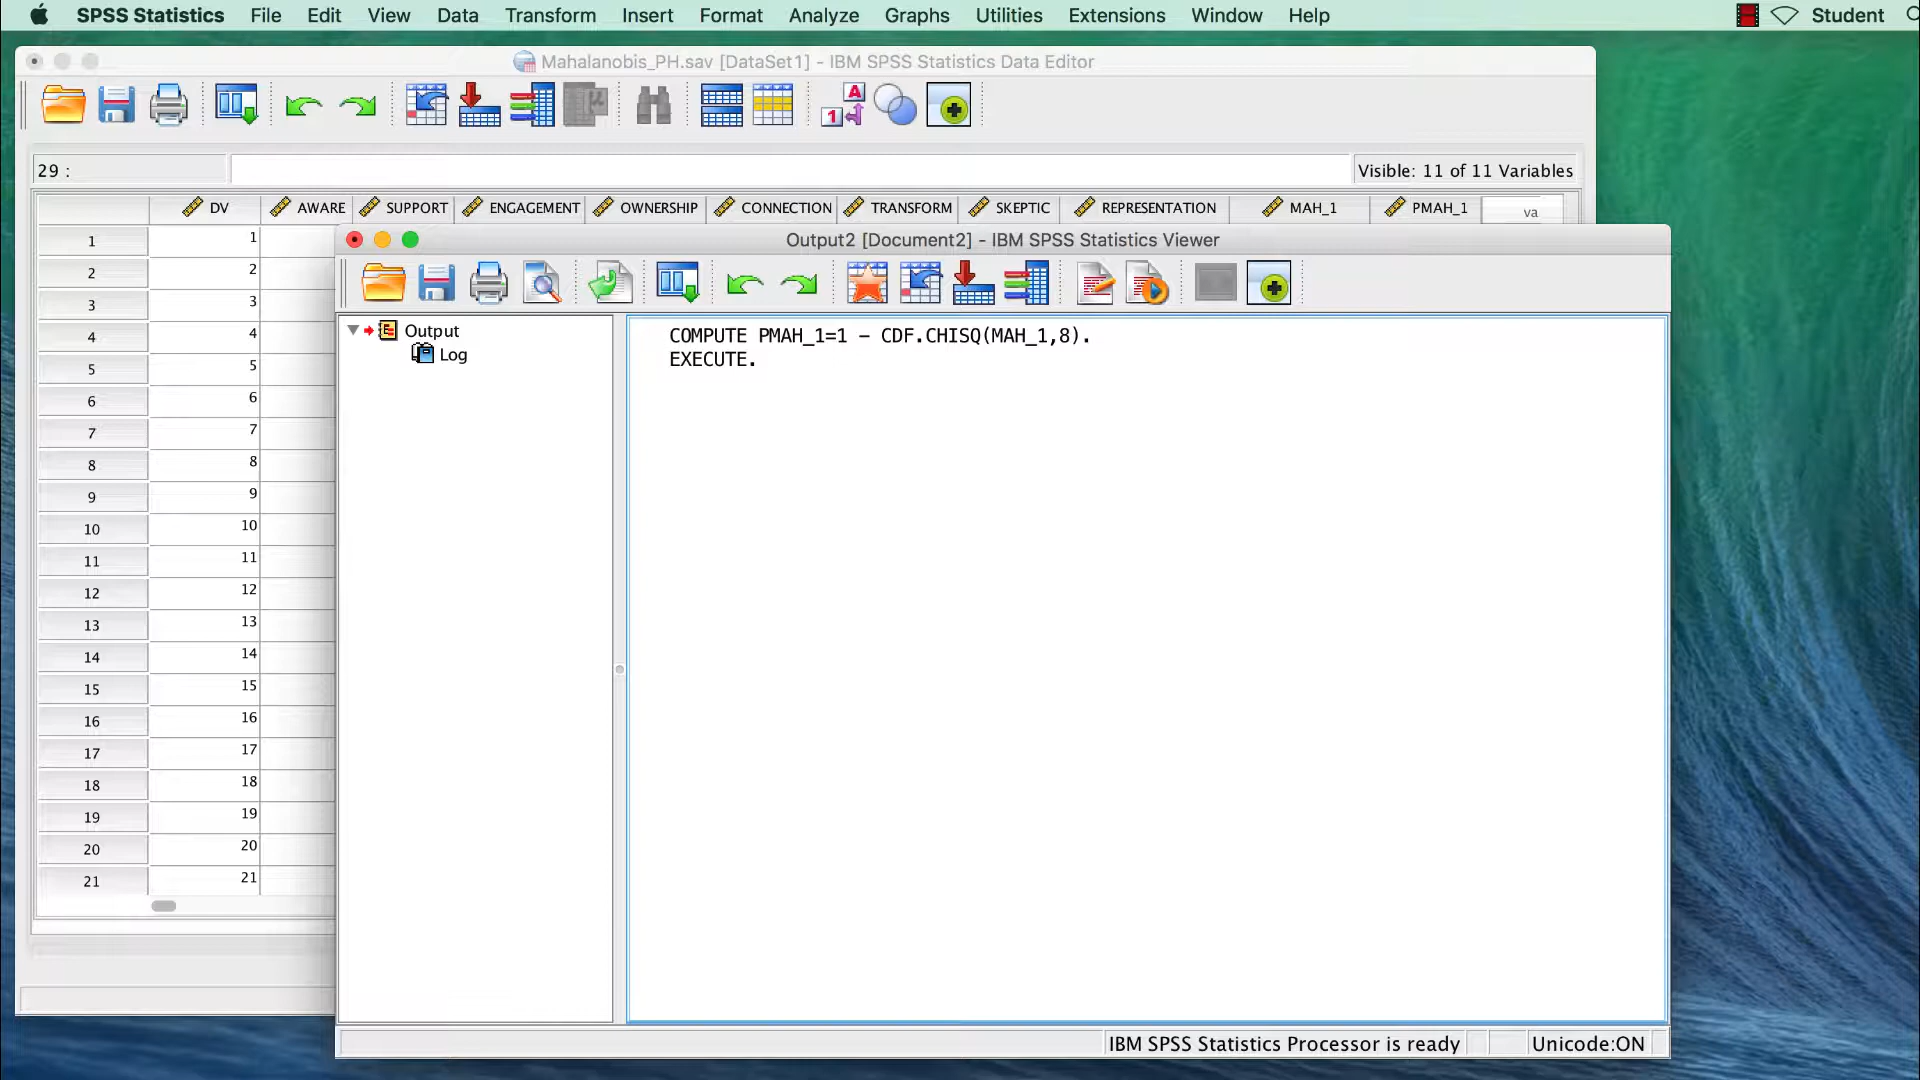 SPSS Statistics File Edit View Data Transform Insert Format Analyze Graphs Utilities Extensions Window Help Student
Mahalanobis_PH.sav [DataSet1] - IBM SPSS Statistics Data Editor
29 : Visible: 11 of 11 Variables
DV AWARE SUPPORT ENGAGEMENT OWNERSHIP CONNECTION TRANSFORM SKEPTIC REPRESENTATION MAH_1 PMAH_1 va
1 1
2 2
3 3
4 4
5 5
6 6
7 7
8 8
9 9
10 10
11 11
12 12
13 13
14 14
15 15
16 16
17 17
18 18
19 19
20 20
21 21
Output2 [Document2] - IBM SPSS Statistics Viewer
Output
Log
COMPUTE PMAH_1=1 - CDF.CHISQ(MAH_1,8).
EXECUTE.
IBM SPSS Statistics Processor is ready Unicode:ON